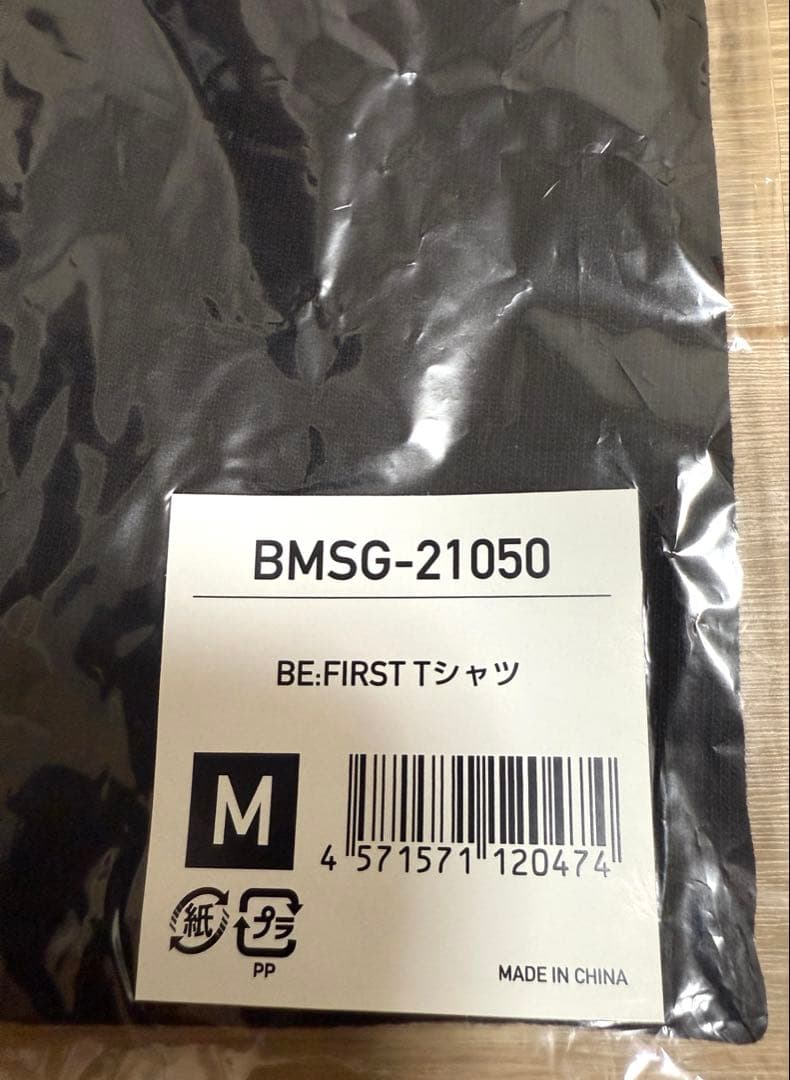 BMSG-21050
BE:FIRST Tシャツ
M
4 571571 120474
紙
プラ
PP
MADE IN CHINA